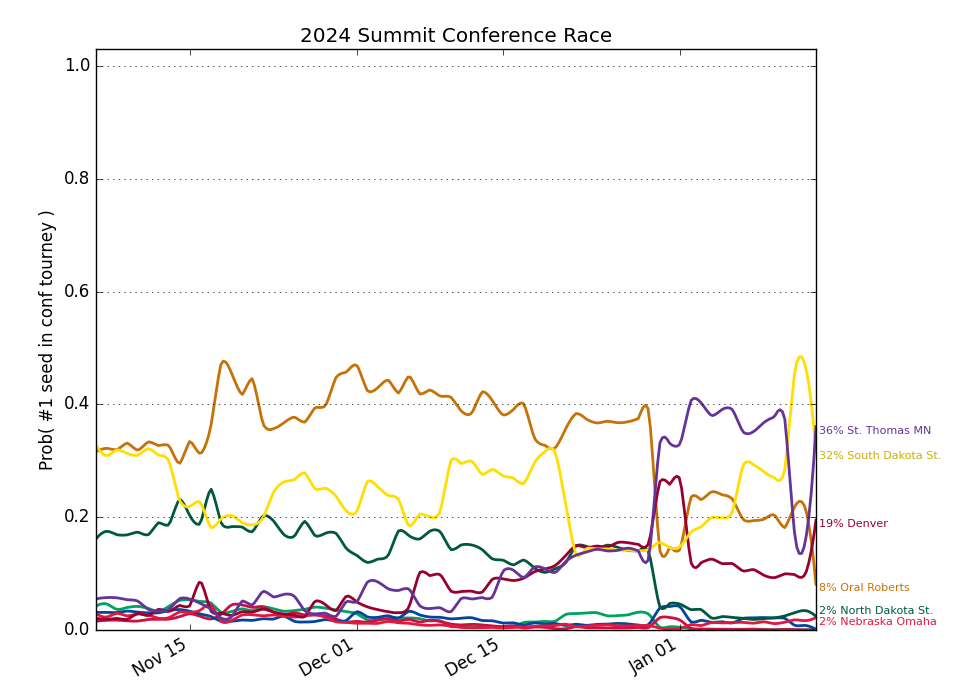 2024 Summit Conference Race
Prob( #1 seed in conf tourney )
1.0
0.8
0.6
0.4
0.2
0.0
Nov 15
Dec 01
Dec 15
Jan 01
36% St. Thomas MN
32% South Dakota St.
19% Denver
8% Oral Roberts
2% North Dakota St.
2% Nebraska Omaha